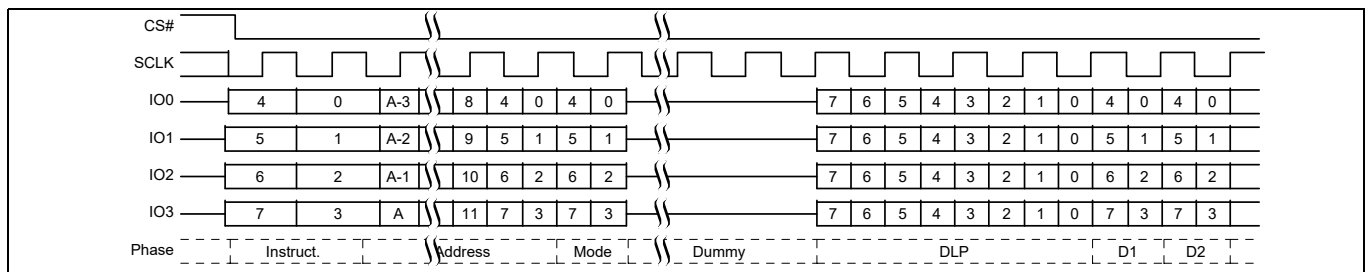 CS#
SCLK
IO0 4 0 A-3 8 4 0 4 0 7 6 5 4 3 2 1 0 4 0 4 0
IO1 5 1 A-2 9 5 1 5 1 7 6 5 4 3 2 1 0 5 1 5 1
IO2 6 2 A-1 10 6 2 6 2 7 6 5 4 3 2 1 0 6 2 6 2
IO3 7 3 A 11 7 3 7 3 7 6 5 4 3 2 1 0 7 3 7 3
Phase Instruct. Address Mode Dummy DLP D1 D2